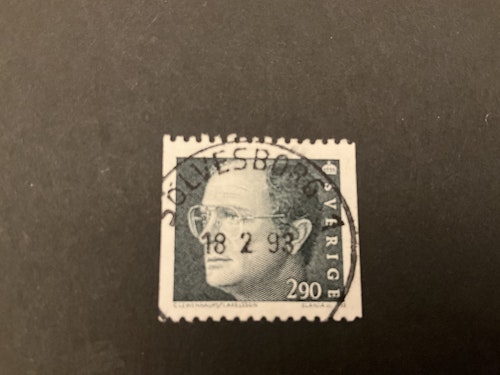 SÖLVESBORG 1
18 2 93
SVERIGE
290